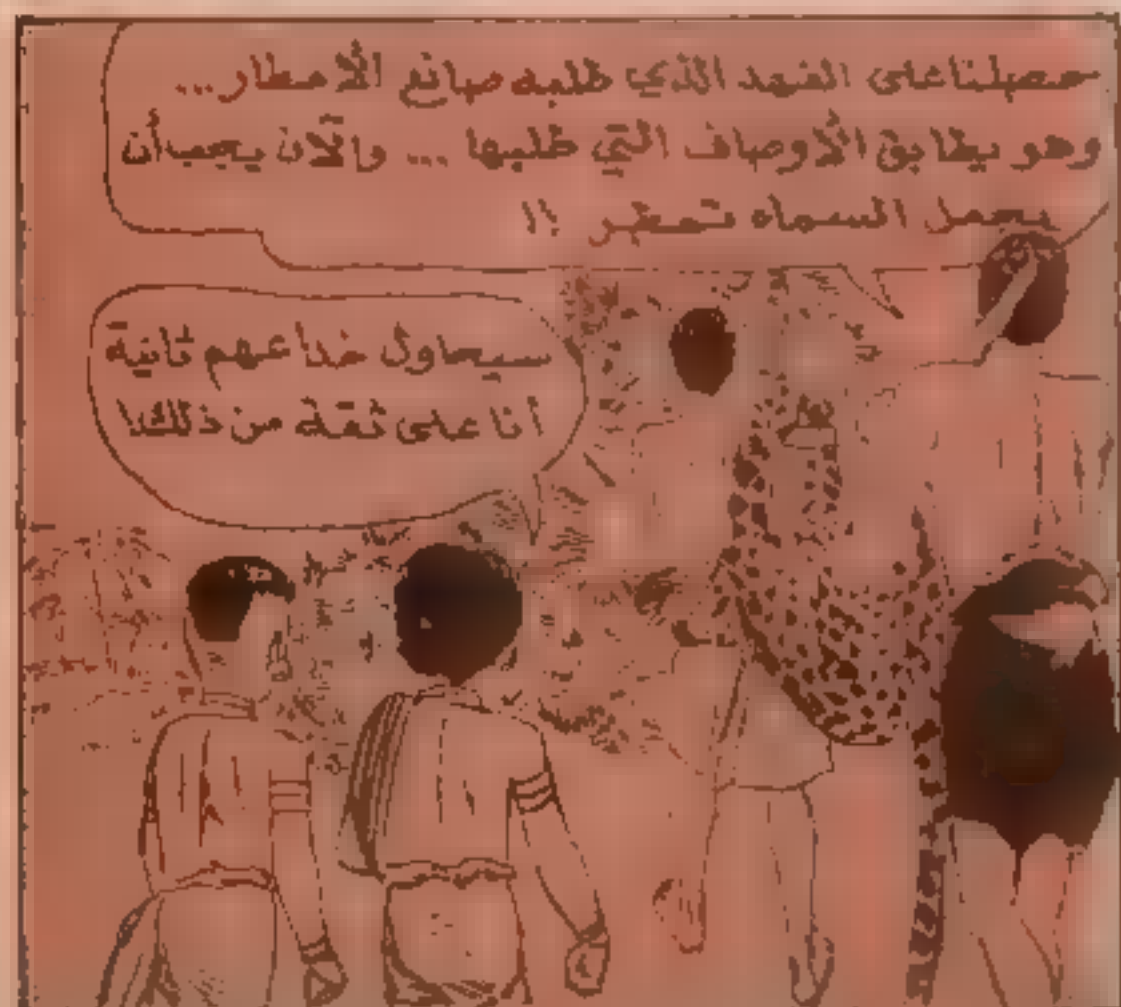 حصلنا على الفهد الذي طلبه صانع الأمطار...
وهو يطابق الأوصاف التي طلبها ... والآن يجب أن
يجعل السماء تمطر !!
سيحاول خداعهم ثانية
أنا على ثقة من ذلك!